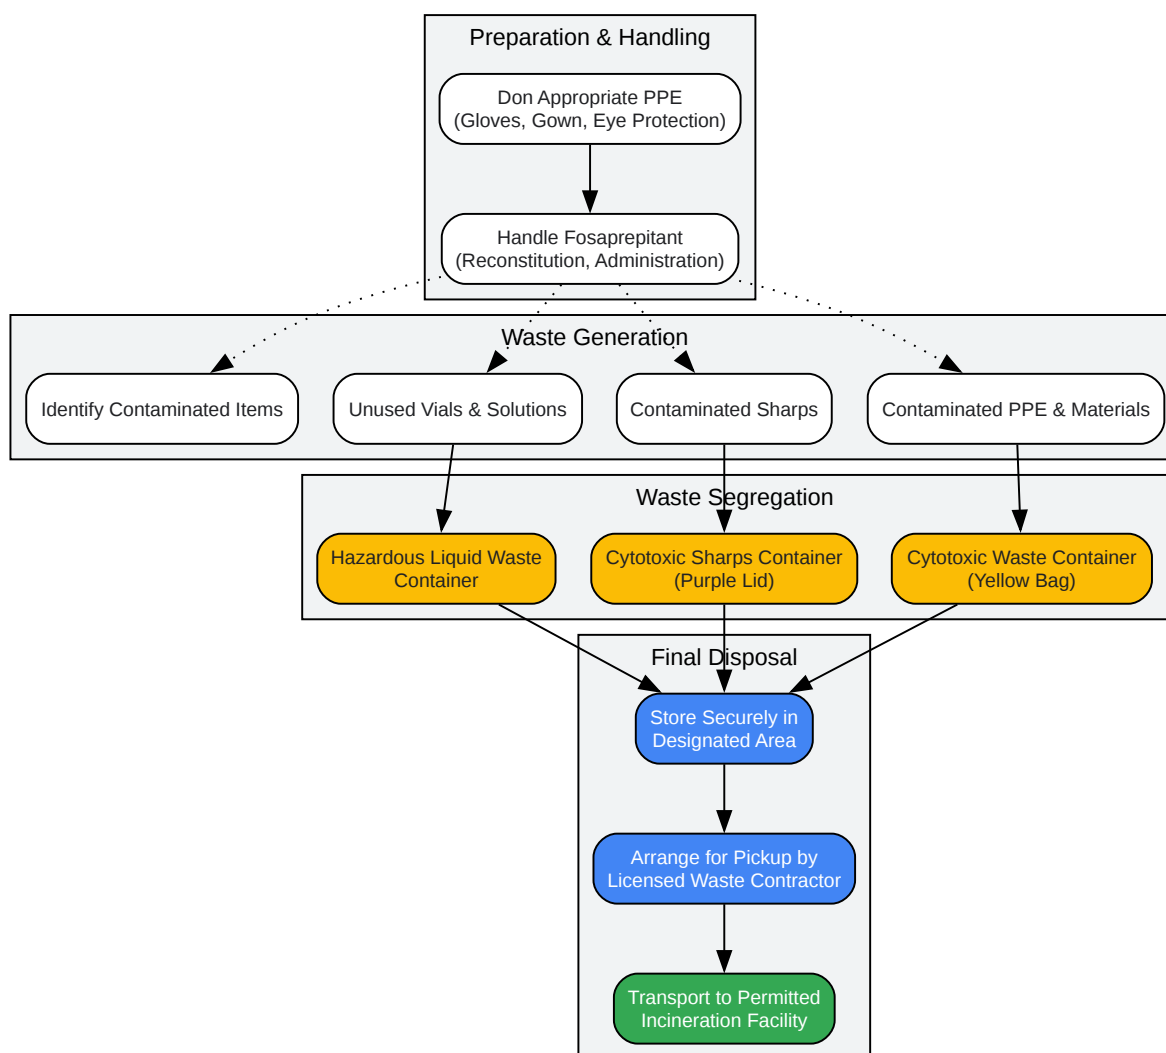 Preparation & Handling
Don Appropriate PPE
(Gloves, Gown, Eye Protection)
Handle Fosaprepitant
(Reconstitution, Administration)
Waste Generation
Identify Contaminated Items
Unused Vials & Solutions
Contaminated Sharps
Contaminated PPE & Materials
Waste Segregation
Hazardous Liquid Waste
Container
Cytotoxic Sharps Container
(Purple Lid)
Cytotoxic Waste Container
(Yellow Bag)
Final Disposal
Store Securely in
Designated Area
Arrange for Pickup by
Licensed Waste Contractor
Transport to Permitted
Incineration Facility